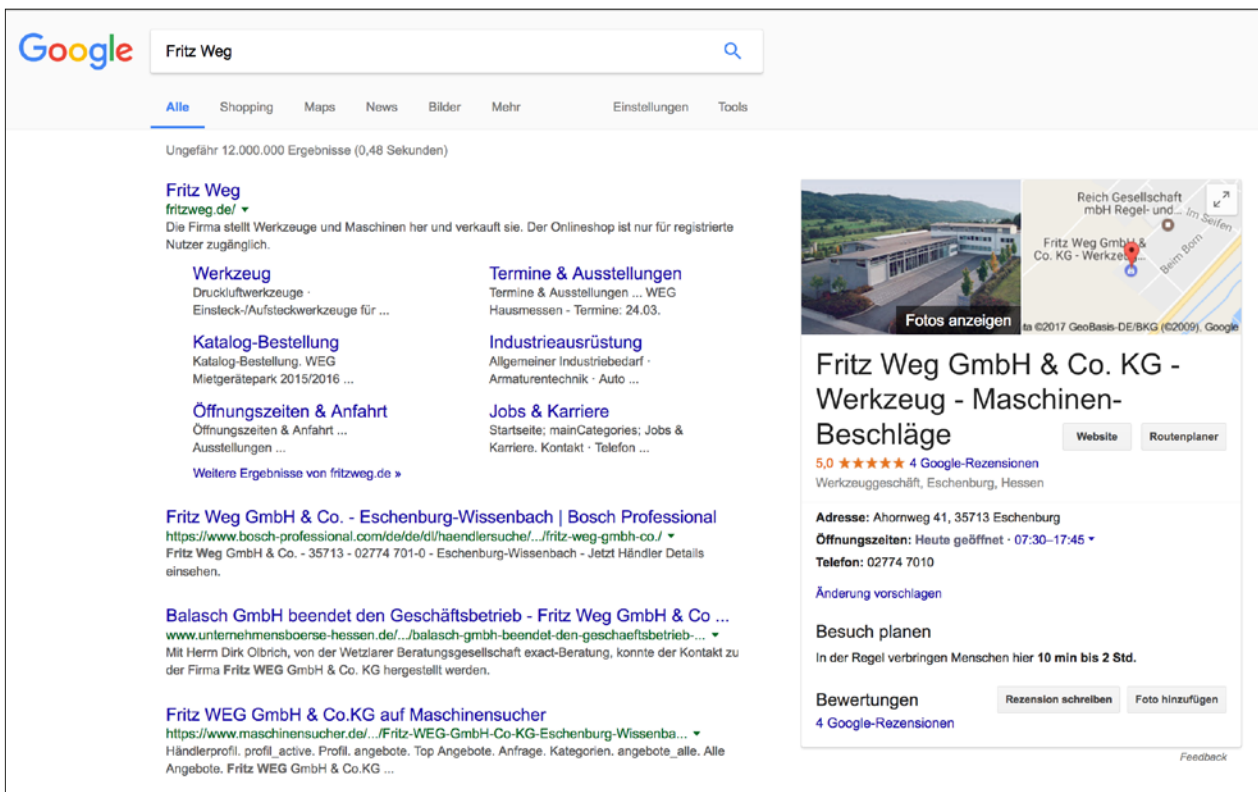 Google
Fritz Weg
Alle Shopping Maps News Bilder Mehr Einstellungen Tools
Ungefähr 12.000.000 Ergebnisse (0,48 Sekunden)
Fritz Weg
fritzweg.de/
Die Firma stellt Werkzeuge und Maschinen her und verkauft sie. Der Onlineshop ist nur für registrierte
Nutzer zugänglich.
Werkzeug
Druckluftwerkzeuge ·
Einsteck-/Aufsteckwerkzeuge für ...
Termine & Ausstellungen
Termine & Ausstellungen ... WEG
Hausmessen - Termine: 24.03.
Katalog-Bestellung
Katalog-Bestellung. WEG
Mietgerätepark 2015/2016 ...
Industrieausrüstung
Allgemeiner Industriebedarf ·
Armaturentechnik · Auto ...
Öffnungszeiten & Anfahrt
Öffnungszeiten & Anfahrt ...
Ausstellungen ...
Jobs & Karriere
Startseite; mainCategories; Jobs &
Karriere. Kontakt · Telefon ...
Weitere Ergebnisse von fritzweg.de »
Fritz Weg GmbH & Co. - Eschenburg-Wissenbach | Bosch Professional
https://www.bosch-professional.com/de/de/dl/haendlersuche/.../fritz-weg-gmbh-co./
Fritz Weg GmbH & Co. - 35713 - 02774 701-0 - Eschenburg-Wissenbach - Jetzt Händler Details
einsehen.
Balasch GmbH beendet den Geschäftsbetrieb - Fritz Weg GmbH & Co ...
www.unternehmensboerse-hessen.de/.../balasch-gmbh-beendet-den-geschaeftsbetrieb-...
Mit Herrn Dirk Olbrich, von der Wetzlarer Beratungsgesellschaft exact-Beratung, konnte der Kontakt zu
der Firma Fritz WEG GmbH & Co. KG hergestellt werden.
Fritz WEG GmbH & Co.KG auf Maschinensucher
https://www.maschinensucher.de/.../Fritz-WEG-GmbH-Co-KG-Eschenburg-Wissenba...
Händlerprofil. profil_active. Profil. angebote. Top Angebote. Anfrage. Kategorien. angebote_alle. Alle
Angebote. Fritz WEG GmbH & Co.KG ...
Reich Gesellschaft
mbH Regel- und...
Im Seifen
Fritz Weg GmbH &
Co. KG - Werkzeug...
Beim Born
Fotos anzeigen
ta ©2017 GeoBasis-DE/BKG (©2009), Google
Fritz Weg GmbH & Co. KG -
Werkzeug - Maschinen-
Beschläge
Website Routenplaner
5,0 ★★★★★ 4 Google-Rezensionen
Werkzeuggeschäft, Eschenburg, Hessen
Adresse: Ahornweg 41, 35713 Eschenburg
Öffnungszeiten: Heute geöffnet · 07:30–17:45
Telefon: 02774 7010
Änderung vorschlagen
Besuch planen
In der Regel verbringen Menschen hier 10 min bis 2 Std.
Bewertungen
Rezension schreiben Foto hinzufügen
4 Google-Rezensionen
Feedback